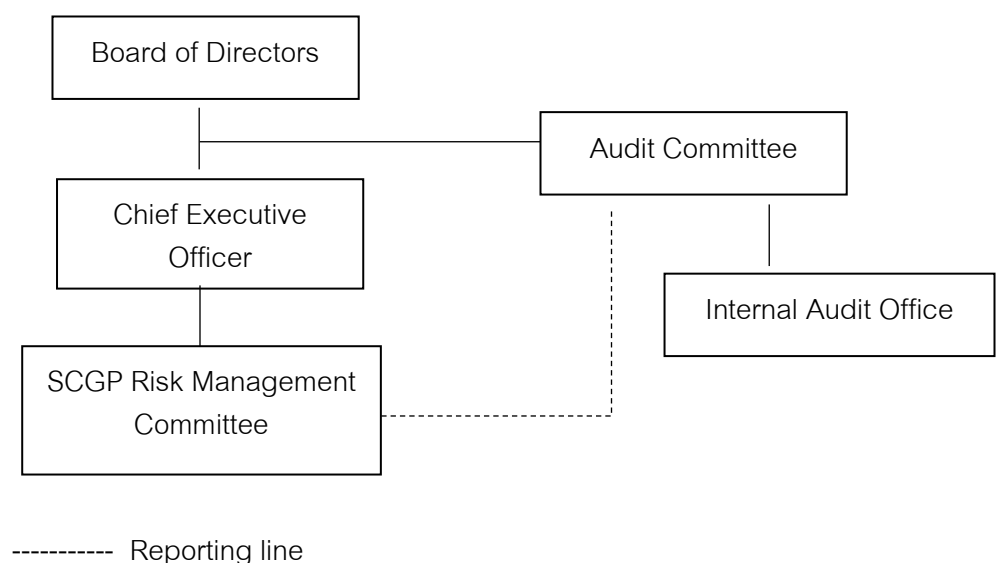 Board of Directors
Audit Committee
Chief Executive
Officer
Internal Audit Office
SCGP Risk Management
Committee
Reporting line